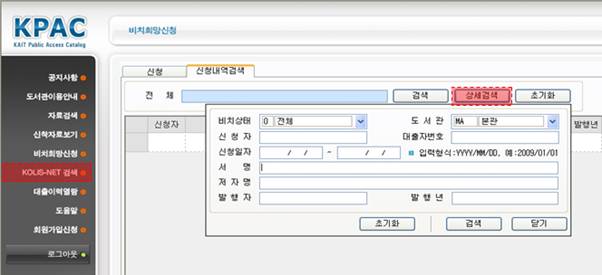 KPAC
KAIT Public Access Catalog
비치희망신청
공지사항
도서관이용안내
자료검색
신착자료보기
비치희망신청
KOLIS-NET 검색
대출이력열람
도움말
회원가입신청
로그아웃
신청 신청내역검색
전 체 검색 상세검색 초기화
신청자 발행년
비치상태 0 전체 도 서 관 MA 본관
신 청 자 대출자번호
신청일자 / / ~ / / 입력형식:YYYY/MM/DD, 예:2009/01/01
서 명
저 자 명
발 행 자 발 행 년
초기화 검색 닫기